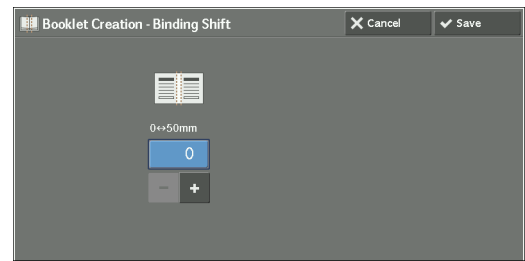 Booklet Creation - Binding Shift
Cancel
Save
0↔50mm
0
− +